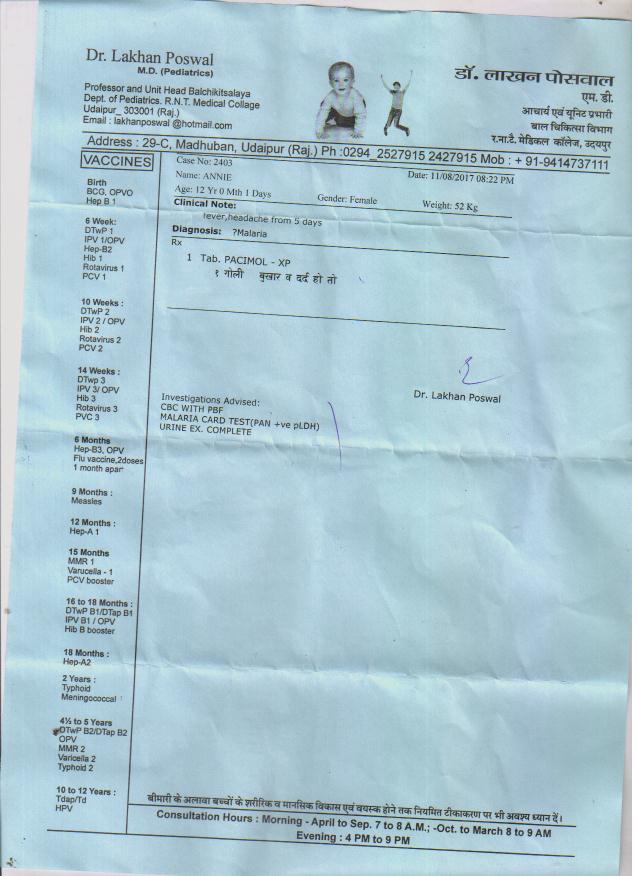 Dr. Lakhan Poswal
M.D. (Pediatrics)
Professor and Unit Head Balchikitsalaya
Dept. of Pediatrics. R.N.T. Medical Collage
Udaipur_303001 (Raj.)
Email : lakhanposwal @hotmail.com
डॉ. लाखन पोसवाल
एम. डी.
आचार्य एवं यूनिट प्रभारी
बाल चिकित्सा विभाग
र.ना.टै. मेडिकल कॉलेज, उदयपुर
Address : 29-C, Madhuban, Udaipur (Raj.) Ph :0294_2527915 2427915 Mob : + 91-9414737111
VACCINES
Birth
BCG, OPVO
Hep B 1
6 Week:
DTwP 1
IPV 1/OPV
Hep-B2
Hib 1
Rotavirus 1
PCV 1
10 Weeks :
DTwP 2
IPV 2 / OPV
Hib 2
Rotavirus 2
PCV 2
14 Weeks :
DTwp 3
IPV 3/ OPV
Hib 3
Rotavirus 3
PVC 3
6 Months
Hep-B3, OPV
Flu vaccine,2doses
1 month apart
9 Months :
Measles
12 Months :
Hep-A 1
15 Months
MMR 1
Varucella - 1
PCV booster
16 to 18 Months :
DTwP B1/DTap B1
IPV B1 / OPV
Hib B booster
18 Months :
Hep-A2
2 Years :
Typhoid
Meningococcal
4½ to 5 Years
DTwP B2/DTap B2
OPV
MMR 2
Varicella 2
Typhoid 2
10 to 12 Years :
Tdap/Td
HPV
Case No: 2403
Name: ANNIE Date: 11/08/2017 08:22 PM
Age: 12 Yr 0 Mth 1 Days Gender: Female Weight: 52 Kg
Clinical Note:
fever,headache from 5 days
Diagnosis: ?Malaria
Rx
1 Tab. PACIMOL - XP
१ गोली बुखार व दर्द हो तो
Dr. Lakhan Poswal
Investigations Advised:
CBC WITH PBF
MALARIA CARD TEST(PAN +ve pLDH)
URINE EX. COMPLETE
बीमारी के अलावा बच्चों के शरीरिक व मानसिक विकास एवं वयस्क होने तक नियमित टीकाकरण पर भी अवश्य ध्यान दें।
Consultation Hours : Morning - April to Sep. 7 to 8 A.M.; -Oct. to March 8 to 9 AM
Evening : 4 PM to 9 PM